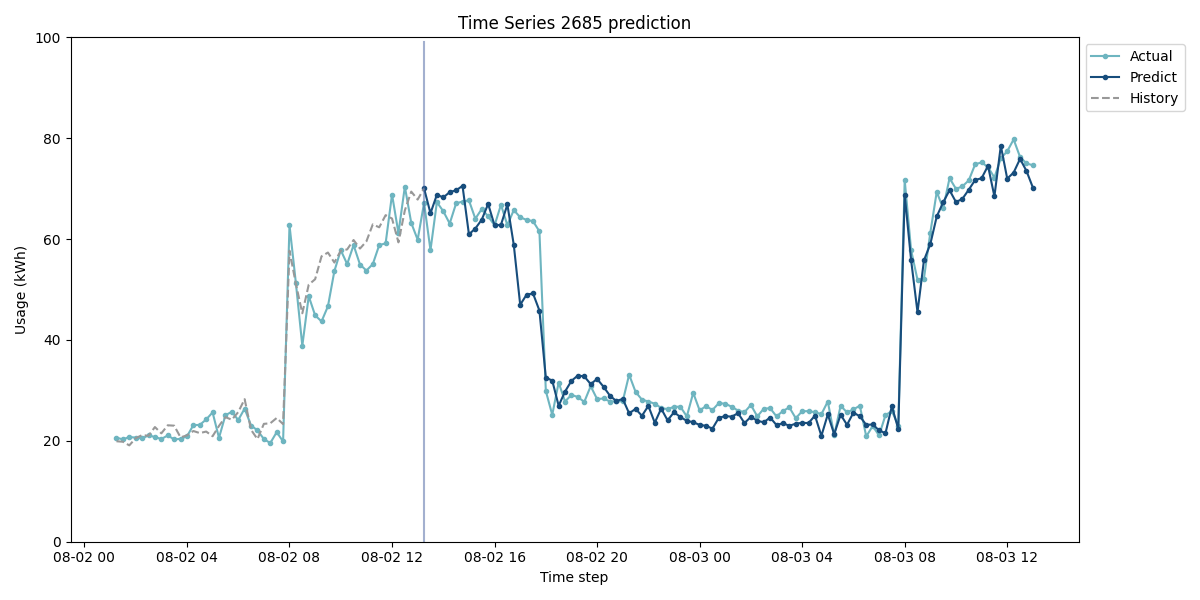 Time Series 2685 prediction
Usage (kWh)
100
80
60
40
20
0
08-02 00
08-02 04
08-02 08
08-02 12
08-02 16
08-02 20
08-03 00
08-03 04
08-03 08
08-03 12
Time step
Actual
Predict
History